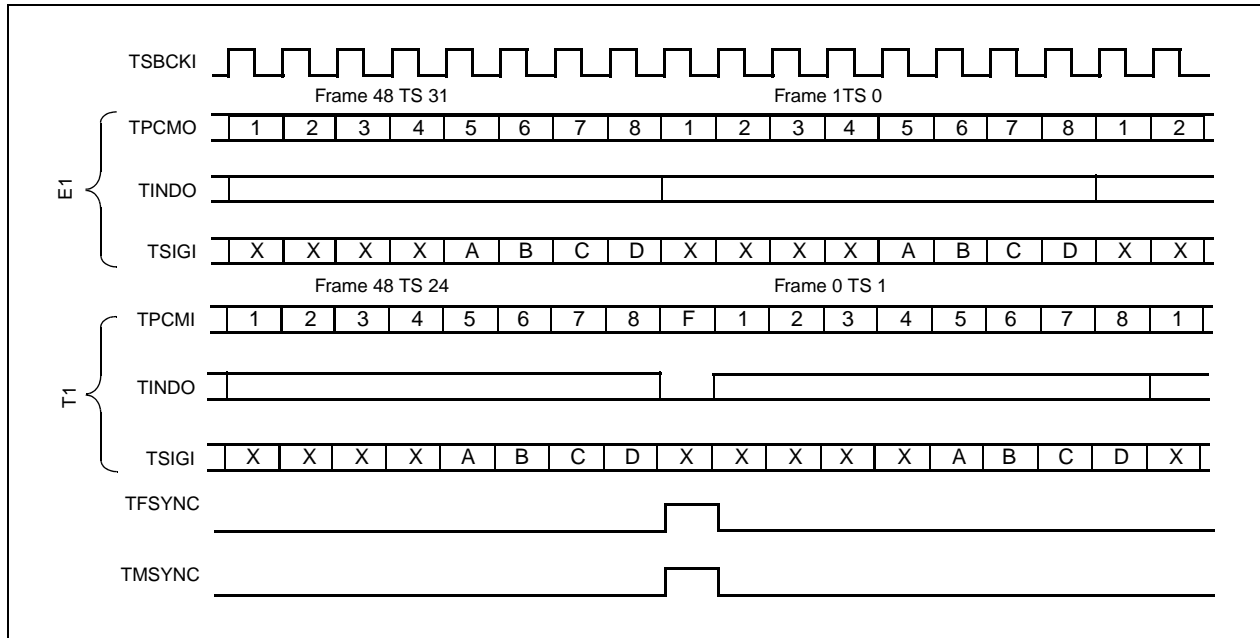 TSBCKI
Frame 48 TS 31 Frame 1TS 0
E1
TPCMO 1 2 3 4 5 6 7 8 1 2 3 4 5 6 7 8 1 2
TINDO
TSIGI X X X X A B C D X X X X A B C D X X
Frame 48 TS 24 Frame 0 TS 1
T1
TPCMI 1 2 3 4 5 6 7 8 F 1 2 3 4 5 6 7 8 1
TINDO
TSIGI X X X X A B C D X X X X X A B C D X
TFSYNC
TMSYNC